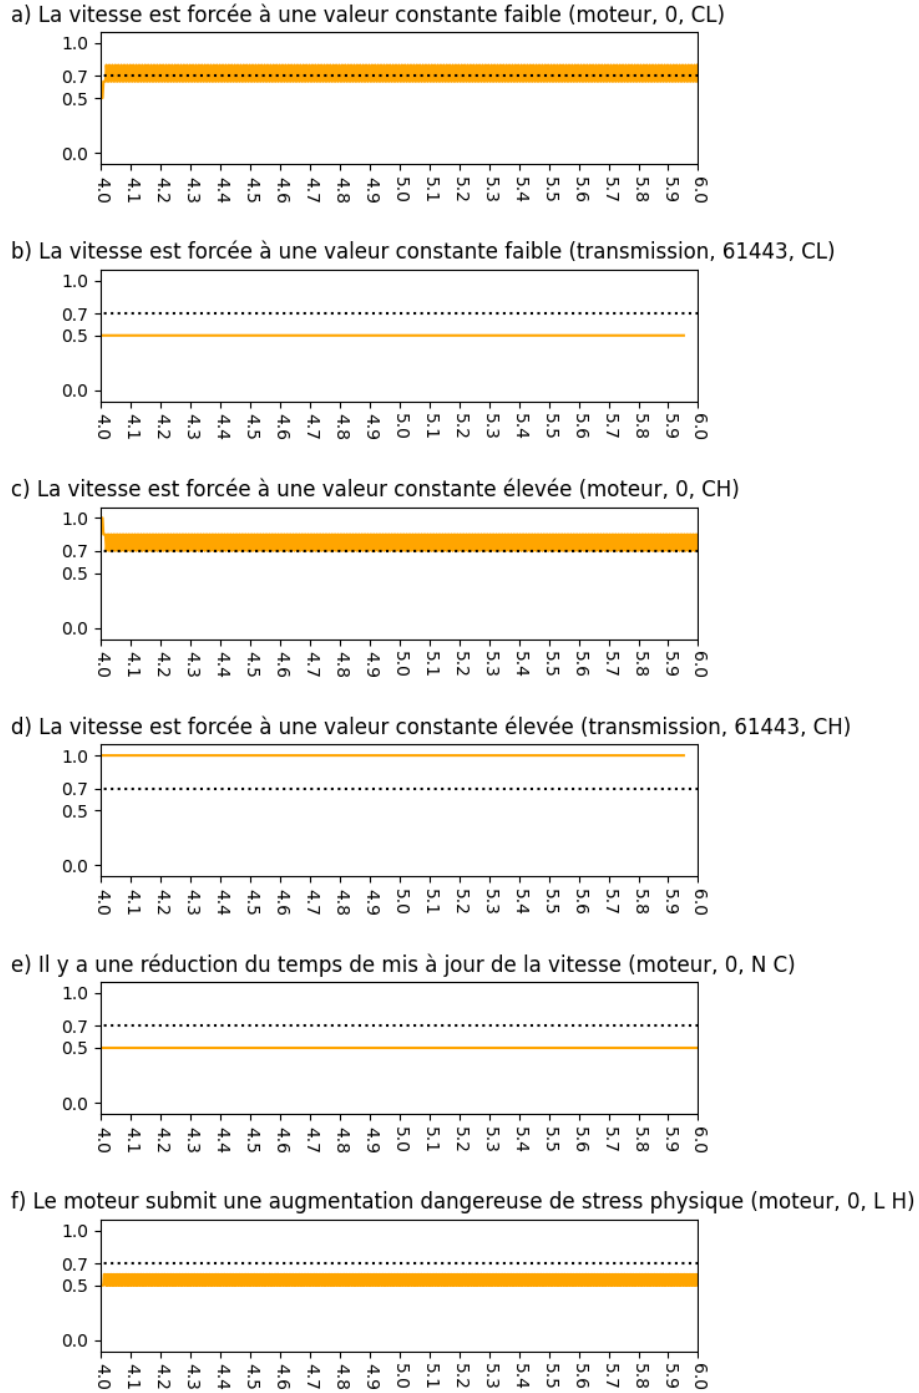 a) La vitesse est forcée à une valeur constante faible (moteur, 0, CL)
1.0
0.7
0.5
0.0
4.0 4.1 4.2 4.3 4.4 4.5 4.6 4.7 4.8 4.9 5.0 5.1 5.2 5.3 5.4 5.5 5.6 5.7 5.8 5.9 6.0
b) La vitesse est forcée à une valeur constante faible (transmission, 61443, CL)
1.0
0.7
0.5
0.0
4.0 4.1 4.2 4.3 4.4 4.5 4.6 4.7 4.8 4.9 5.0 5.1 5.2 5.3 5.4 5.5 5.6 5.7 5.8 5.9 6.0
c) La vitesse est forcée à une valeur constante élevée (moteur, 0, CH)
1.0
0.7
0.5
0.0
4.0 4.1 4.2 4.3 4.4 4.5 4.6 4.7 4.8 4.9 5.0 5.1 5.2 5.3 5.4 5.5 5.6 5.7 5.8 5.9 6.0
d) La vitesse est forcée à une valeur constante élevée (transmission, 61443, CH)
1.0
0.7
0.5
0.0
4.0 4.1 4.2 4.3 4.4 4.5 4.6 4.7 4.8 4.9 5.0 5.1 5.2 5.3 5.4 5.5 5.6 5.7 5.8 5.9 6.0
e) Il y a une réduction du temps de mis à jour de la vitesse (moteur, 0, N C)
1.0
0.7
0.5
0.0
4.0 4.1 4.2 4.3 4.4 4.5 4.6 4.7 4.8 4.9 5.0 5.1 5.2 5.3 5.4 5.5 5.6 5.7 5.8 5.9 6.0
f) Le moteur submit une augmentation dangereuse de stress physique (moteur, 0, L H)
1.0
0.7
0.5
0.0
4.0 4.1 4.2 4.3 4.4 4.5 4.6 4.7 4.8 4.9 5.0 5.1 5.2 5.3 5.4 5.5 5.6 5.7 5.8 5.9 6.0